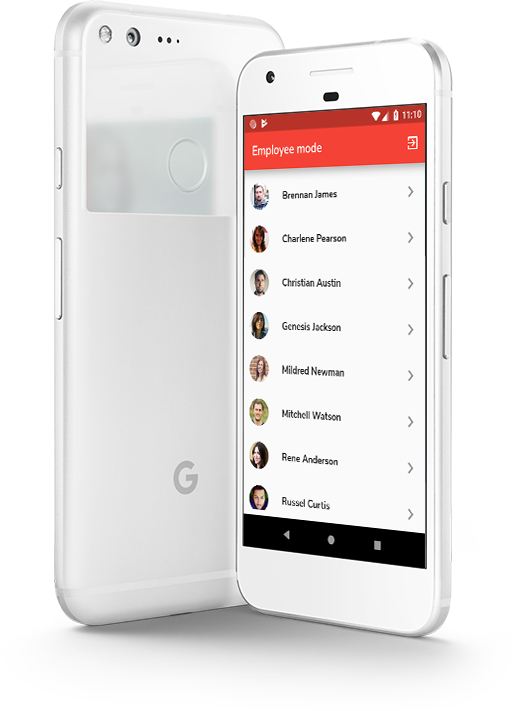 11:10
Employee mode
Brennan James
Charlene Pearson
Christian Austin
Genesis Jackson
Mildred Newman
Mitchell Watson
Rene Anderson
Russel Curtis
G